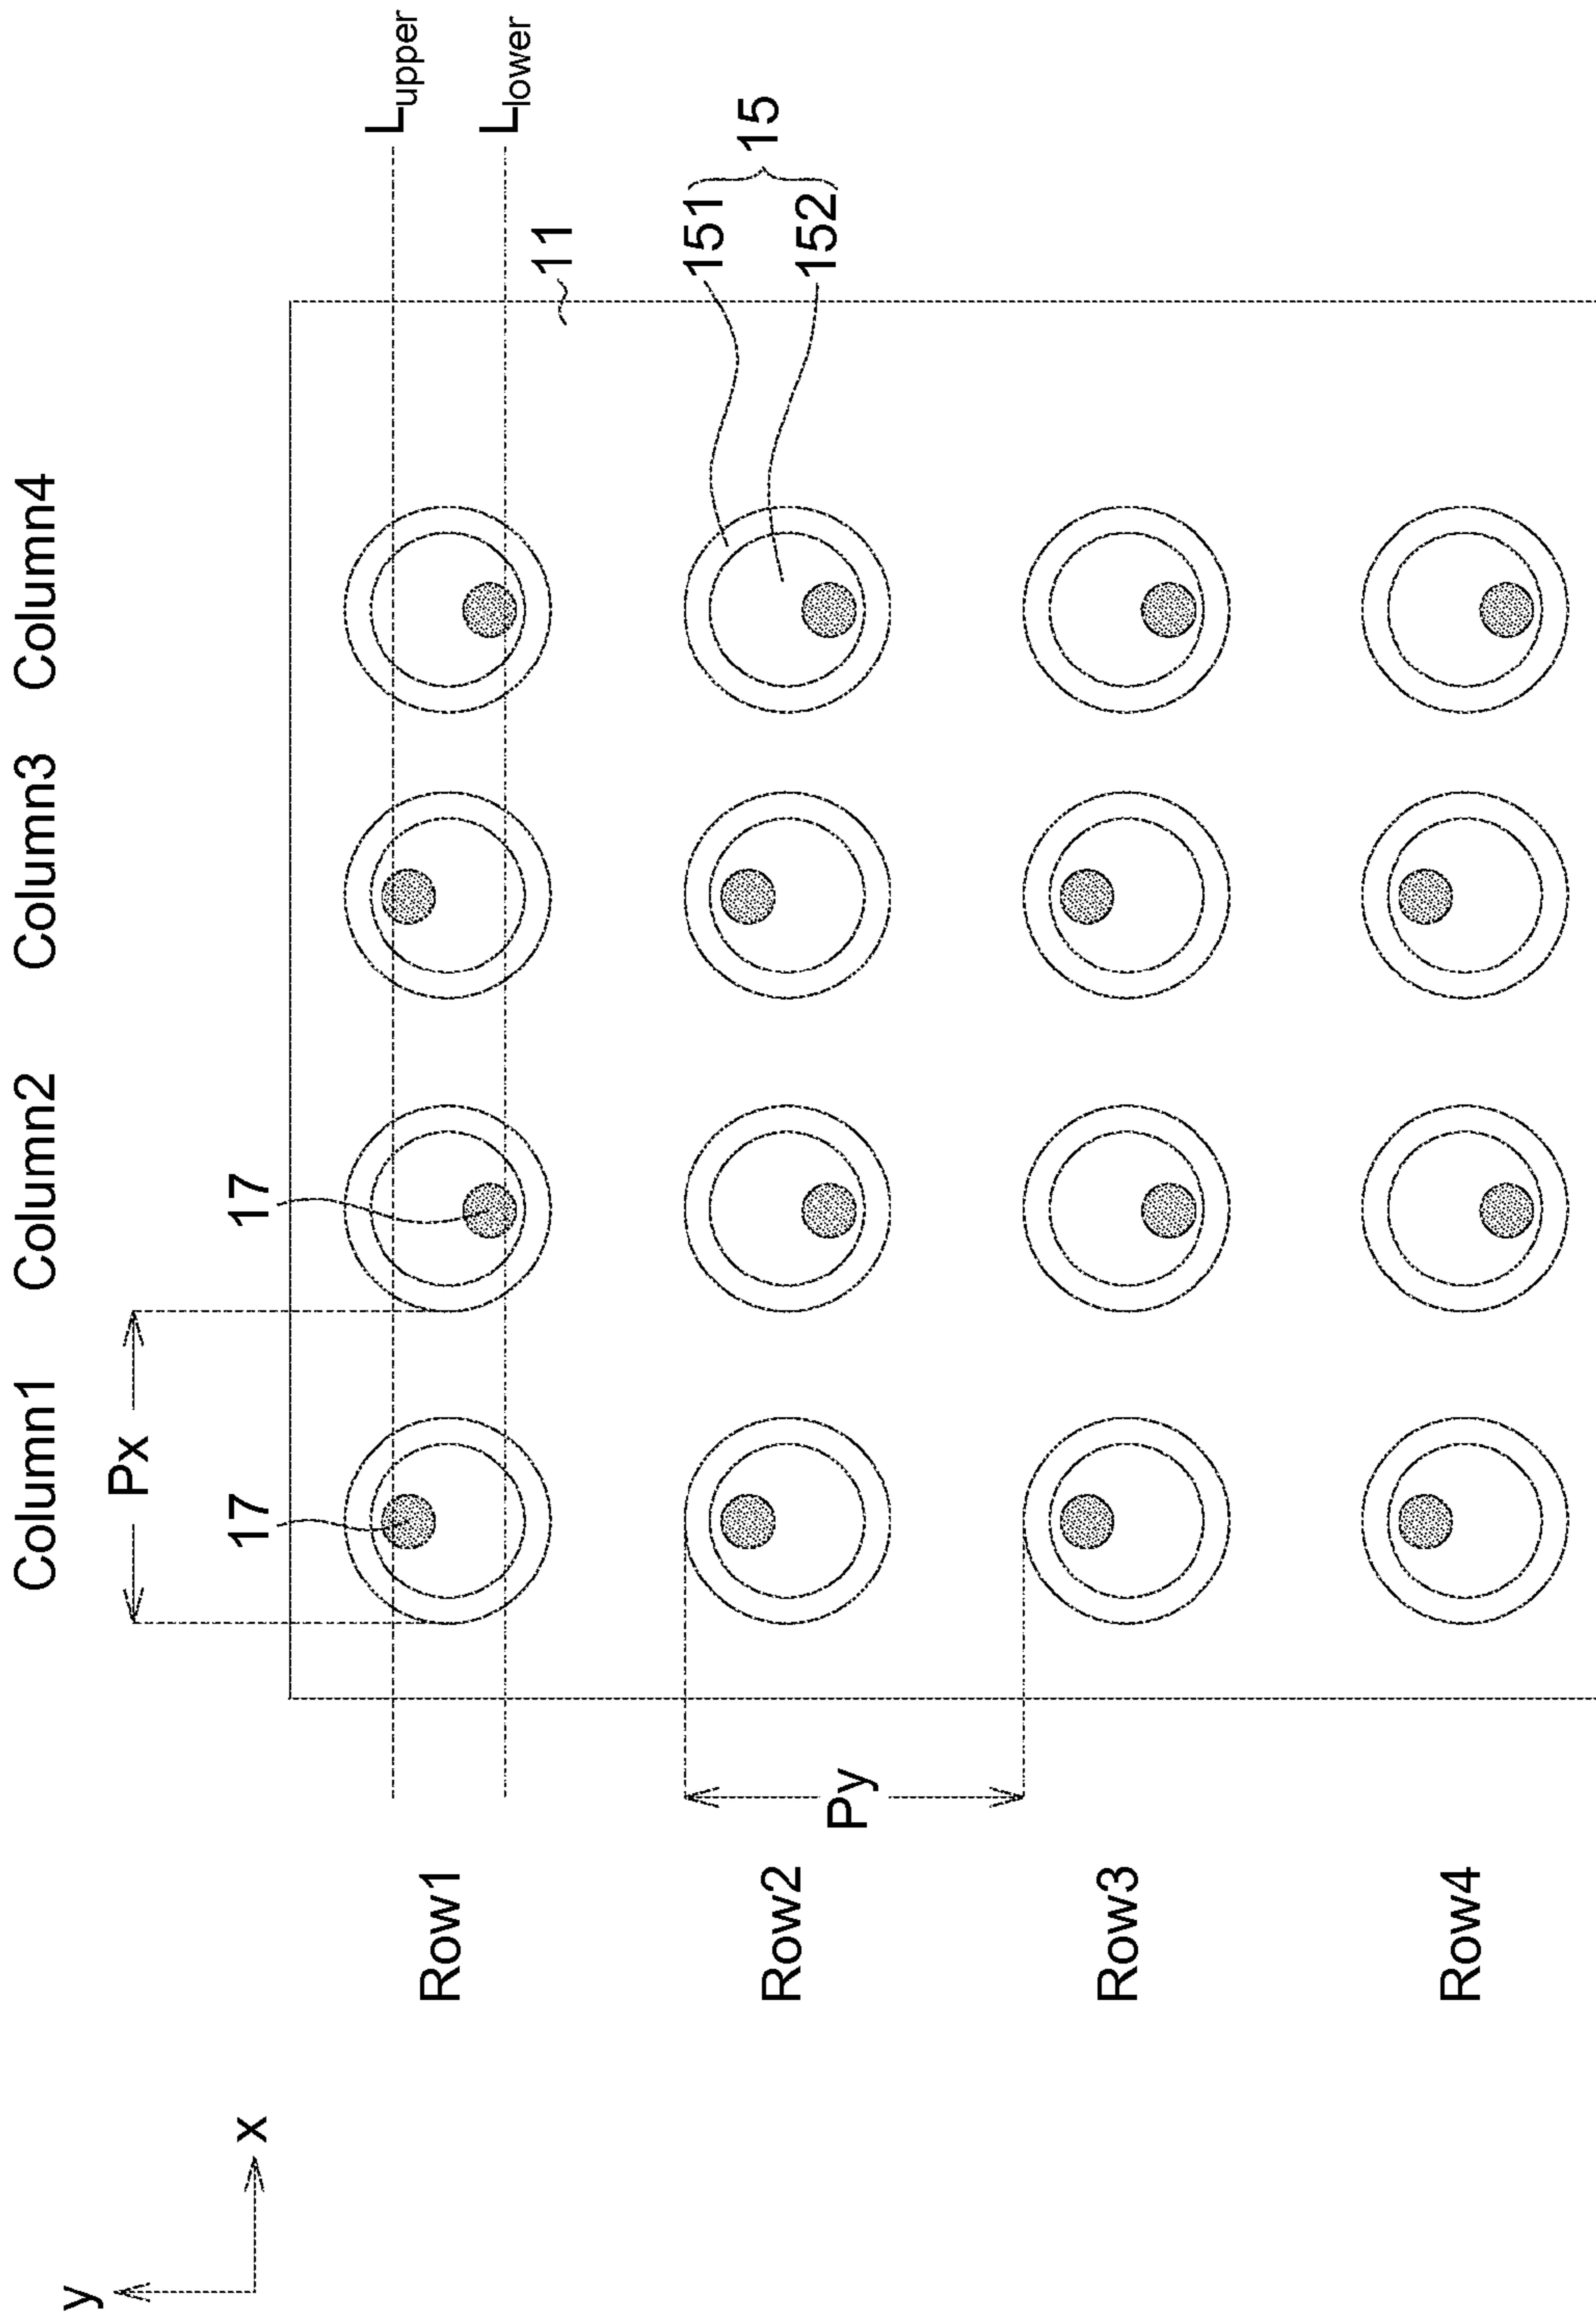 Column1 Column2 Column3 Column4
Px
17 17
L_upper
L_lower
11
151
152
15
Row1
Row2
Py
Row3
Row4
y
x